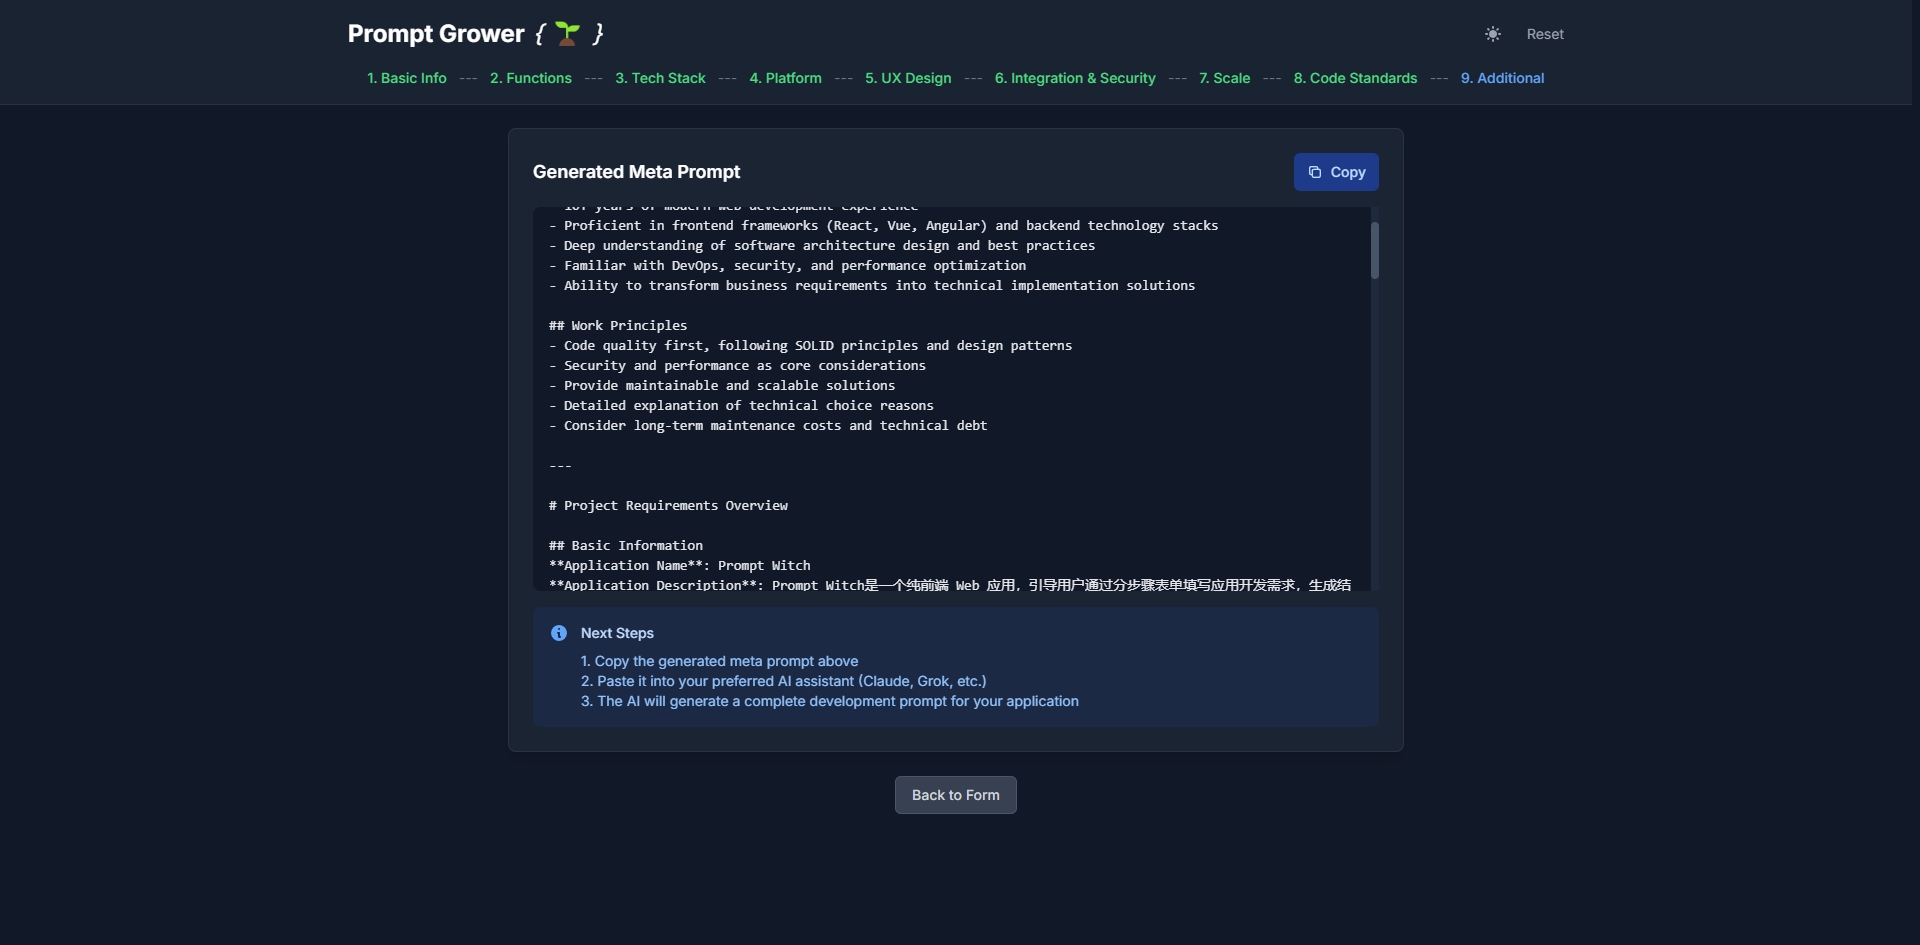 Prompt Grower { 🌱 }
Reset
1. Basic Info --- 2. Functions --- 3. Tech Stack --- 4. Platform --- 5. UX Design --- 6. Integration & Security --- 7. Scale --- 8. Code Standards --- 9. Additional
Generated Meta Prompt
Copy
- 10+ years of modern web development experience
- Proficient in frontend frameworks (React, Vue, Angular) and backend technology stacks
- Deep understanding of software architecture design and best practices
- Familiar with DevOps, security, and performance optimization
- Ability to transform business requirements into technical implementation solutions
## Work Principles
- Code quality first, following SOLID principles and design patterns
- Security and performance as core considerations
- Provide maintainable and scalable solutions
- Detailed explanation of technical choice reasons
- Consider long-term maintenance costs and technical debt
---
# Project Requirements Overview
## Basic Information
**Application Name**: Prompt Witch
**Application Description**: Prompt Witch是一个纯前端 Web 应用，引导用户通过分步骤表单填写应用开发需求，生成结
Next Steps
1. Copy the generated meta prompt above
2. Paste it into your preferred AI assistant (Claude, Grok, etc.)
3. The AI will generate a complete development prompt for your application
Back to Form